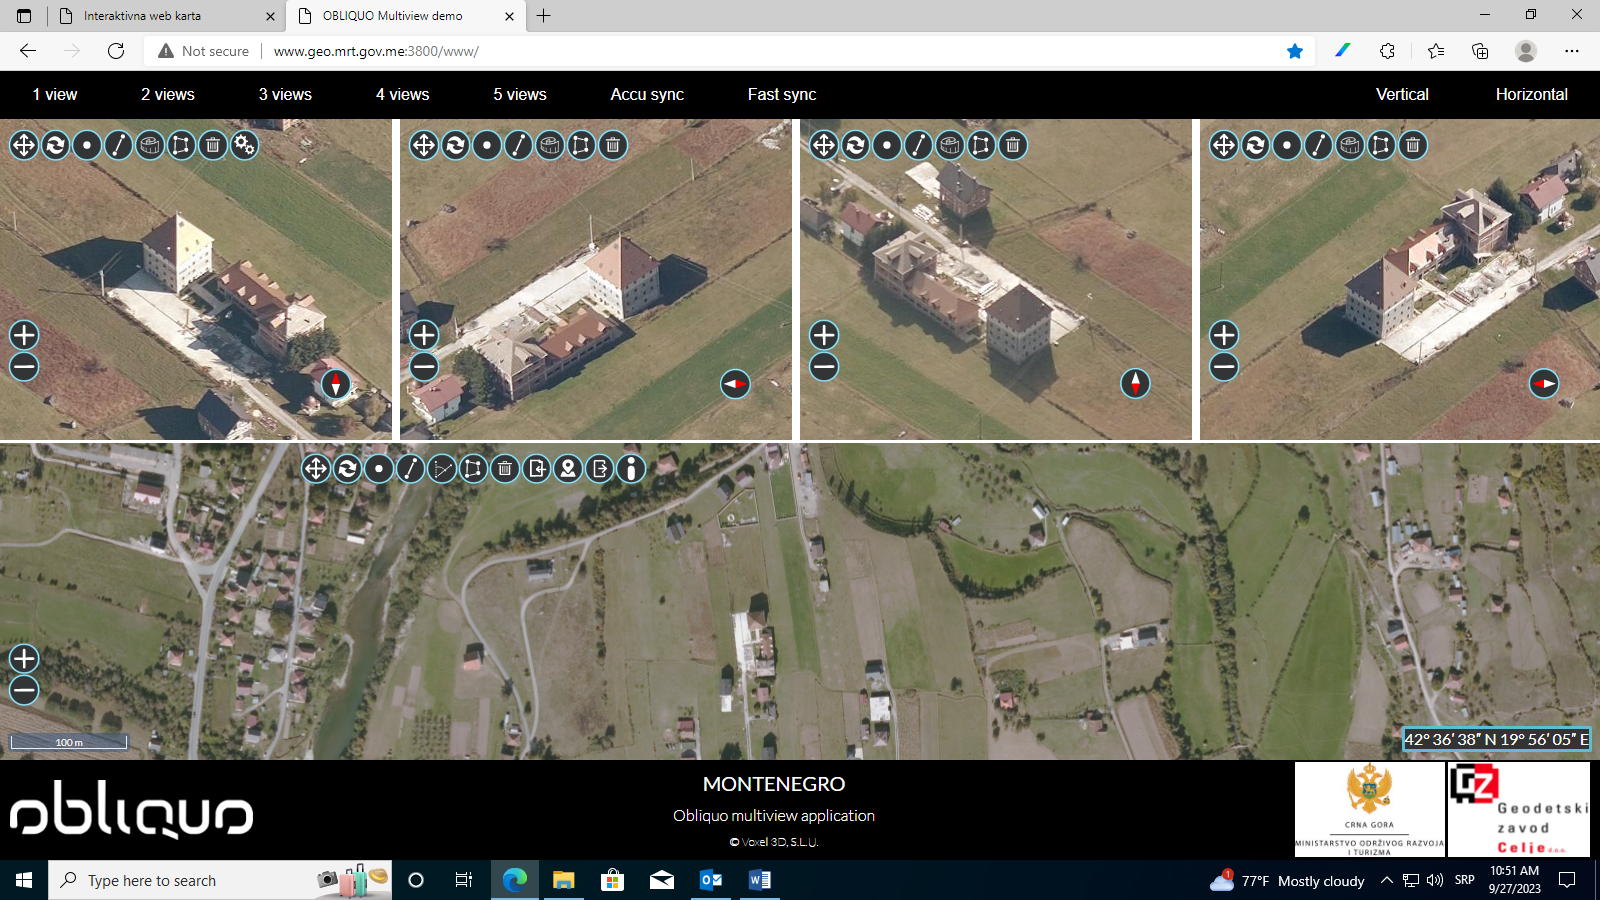 Interaktivna web karta
OBLIQUO Multiview demo
Not secure
www.geo.mrt.gov.me:3800/www/
1 view
2 views
3 views
4 views
5 views
Accu sync
Fast sync
Vertical
Horizontal
100 m
42° 36′ 38″ N 19° 56′ 05″ E
obliquo
MONTENEGRO
Obliquo multiview application
© Voxel 3D, S.L.U.
CRNA GORA
MINISTARSTVO ODRŽIVOG RAZVOJA
I TURIZMA
GZ
Geodetski
zavod
Celje d.o.o.
Type here to search
1
77°F Mostly cloudy
SRP
10:51 AM
9/27/2023